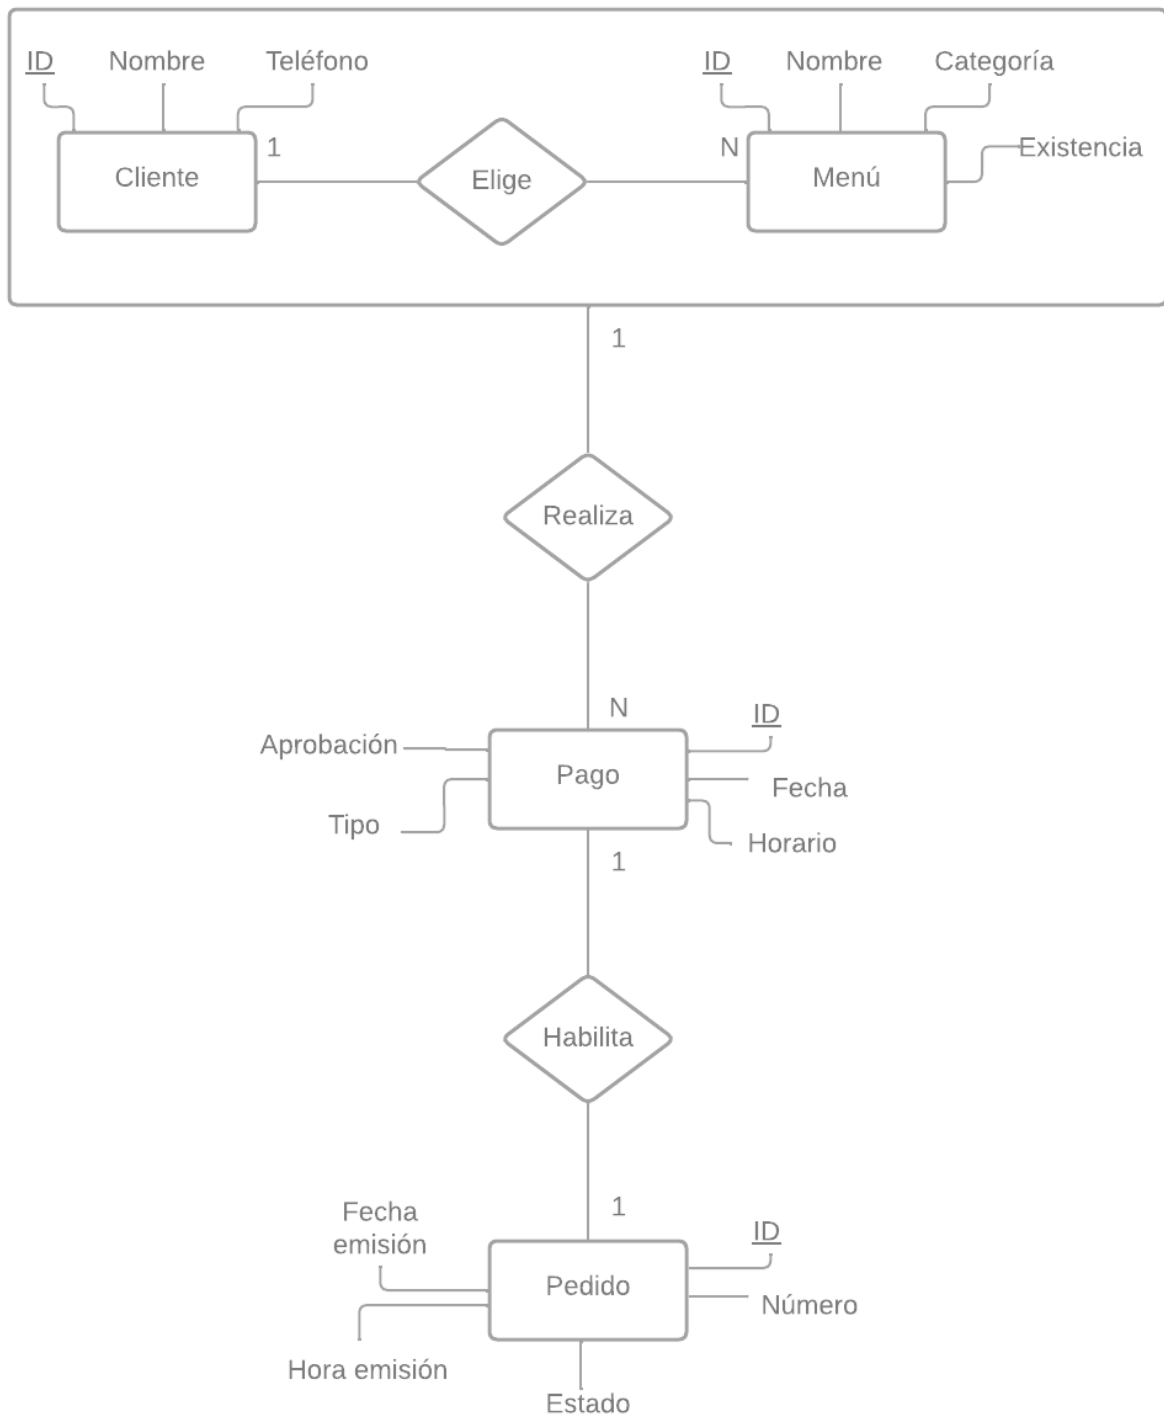 ID Nombre Teléfono ID Nombre Categoría
1 N Existencia
Cliente Elige Menú
1
Realiza
N ID
Aprobación
Pago Fecha
Tipo Horario
1
Habilita
1
Fecha
emisión
ID
Pedido
Número
Hora emisión
Estado